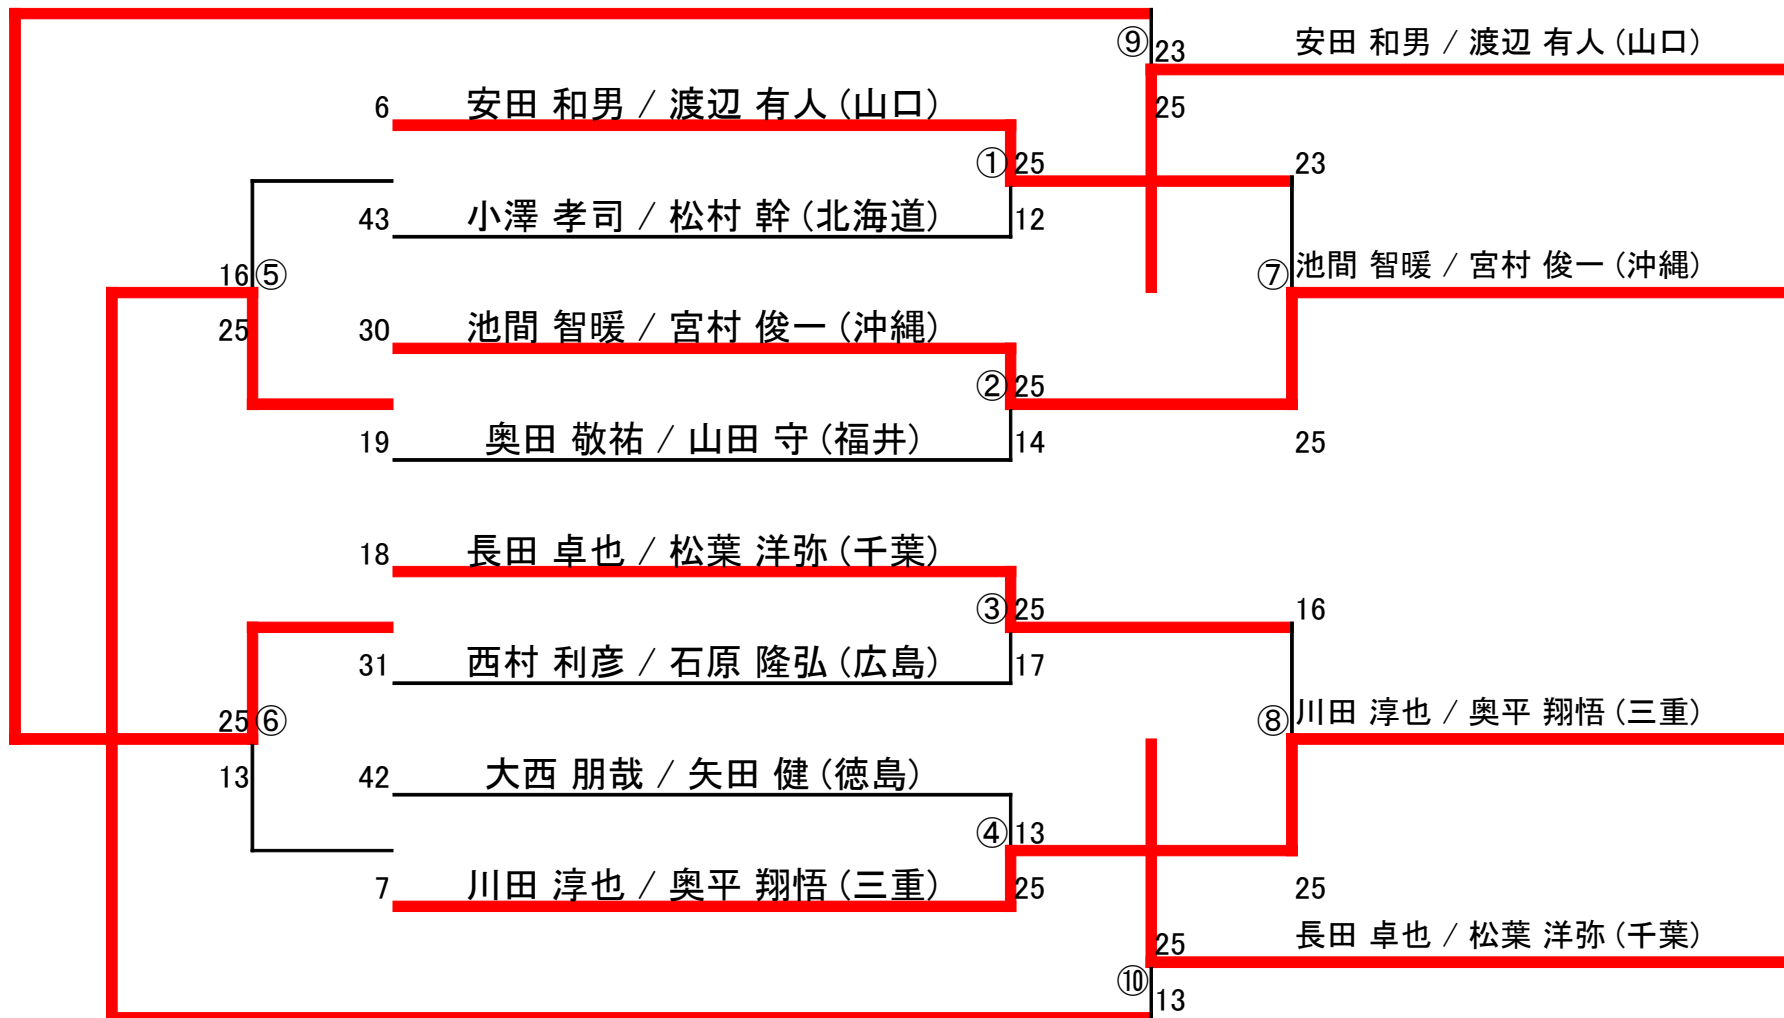 ⑨ 23 安田 和男 / 渡辺 有人 (山口)
6 安田 和男 / 渡辺 有人 (山口) 25
① 25 23
43 小澤 孝司 / 松村 幹 (北海道) 12
16 ⑤ ⑦ 池間 智暖 / 宮村 俊一 (沖縄)
25 30 池間 智暖 / 宮村 俊一 (沖縄)
② 25
19 奥田 敬祐 / 山田 守 (福井) 14 25
18 長田 卓也 / 松葉 洋弥 (千葉)
③ 25 16
31 西村 利彦 / 石原 隆弘 (広島) 17
25 ⑥ ⑧ 川田 淳也 / 奥平 翔悟 (三重)
13 42 大西 朋哉 / 矢田 健 (徳島)
④ 13
7 川田 淳也 / 奥平 翔悟 (三重) 25 25
25 長田 卓也 / 松葉 洋弥 (千葉)
⑩ 13